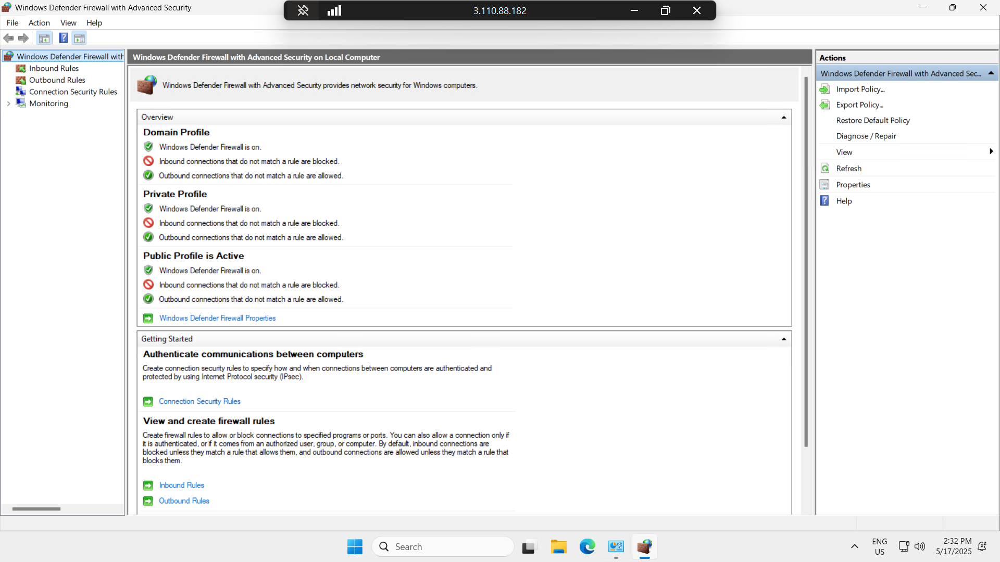 Windows Defender Firewall with Advanced Security
3.110.88.182
File Action View Help
Windows Defender Firewall with
Inbound Rules
Outbound Rules
Connection Security Rules
Monitoring
Windows Defender Firewall with Advanced Security on Local Computer
Windows Defender Firewall with Advanced Security provides network security for Windows computers.
Overview
Domain Profile
Windows Defender Firewall is on.
Inbound connections that do not match a rule are blocked.
Outbound connections that do not match a rule are allowed.
Private Profile
Windows Defender Firewall is on.
Inbound connections that do not match a rule are blocked.
Outbound connections that do not match a rule are allowed.
Public Profile is Active
Windows Defender Firewall is on.
Inbound connections that do not match a rule are blocked.
Outbound connections that do not match a rule are allowed.
Windows Defender Firewall Properties
Getting Started
Authenticate communications between computers
Create connection security rules to specify how and when connections between computers are authenticated and
protected by using Internet Protocol security (IPsec).
Connection Security Rules
View and create firewall rules
Create firewall rules to allow or block connections to specified programs or ports. You can also allow a connection only if
it is authenticated, or if it comes from an authorized user, group, or computer. By default, inbound connections are
blocked unless they match a rule that allows them, and outbound connections are allowed unless they match a rule that
blocks them.
Inbound Rules
Outbound Rules
Actions
Windows Defender Firewall with Advanced Sec...
Import Policy...
Export Policy...
Restore Default Policy
Diagnose / Repair
View
Refresh
Properties
Help
Search
ENG
US
2:32 PM
5/17/2025